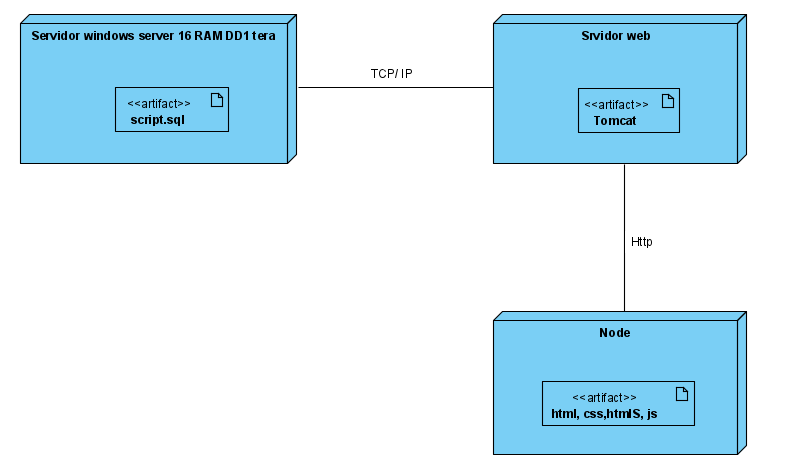 Servidor windows server 16 RAM DD1 tera
<<artifact>>
script.sql
TCP/ IP
Srvidor web
<<artifact>>
Tomcat
Http
Node
<<artifact>>
html, css,htmlS, js